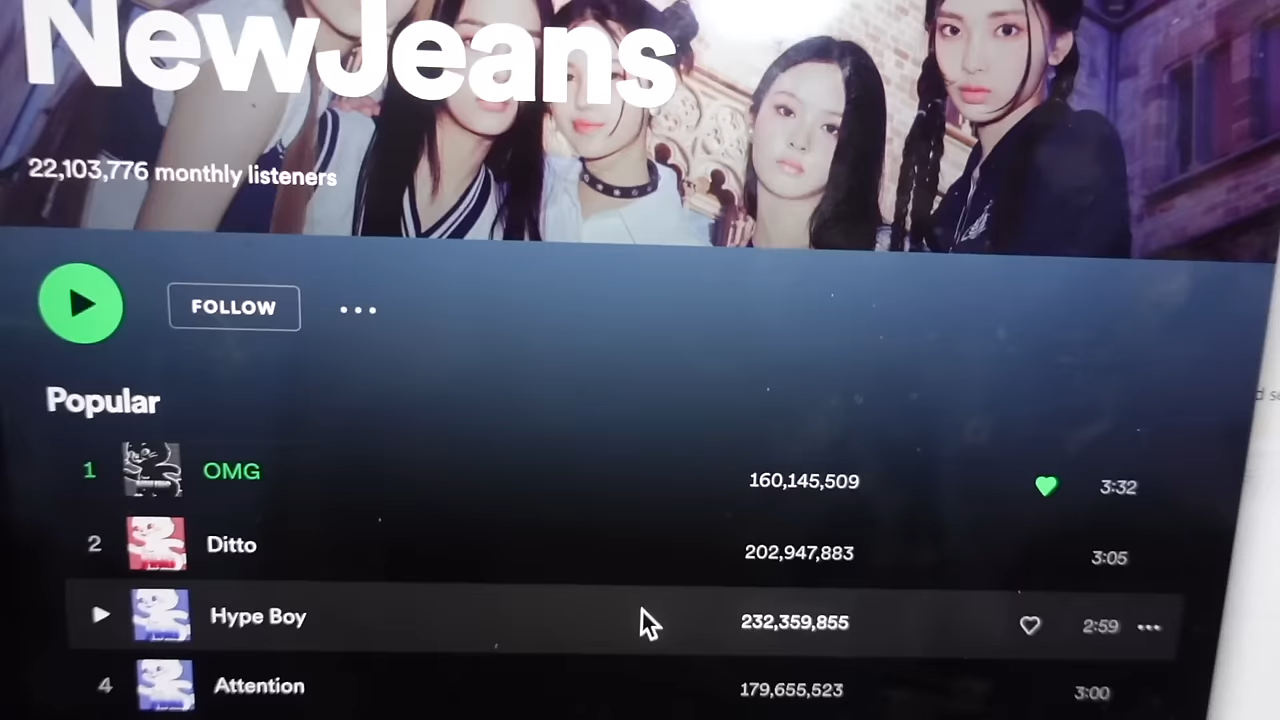 NewJeans
22,103,776 monthly listeners
FOLLOW
Popular
1 OMG 160,145,509 3:32
2 Ditto 202,947,883 3:05
Hype Boy 232,359,855 2:59
4 Attention 179,655,523 3:00